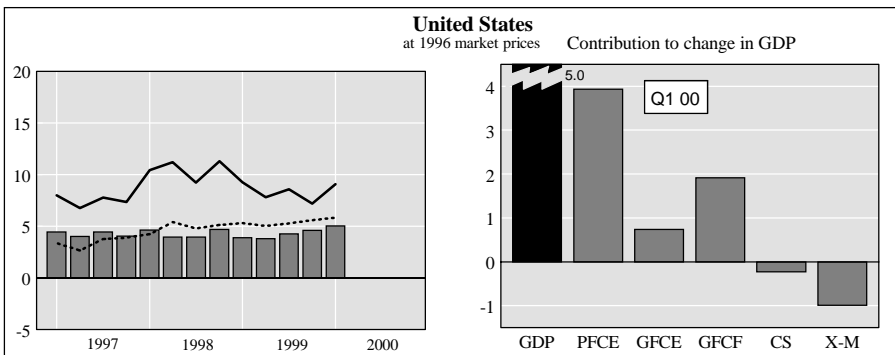 United States
at 1996 market prices
Contribution to change in GDP
20
15
10
5
0
-5
1997 1998 1999 2000
4
3
2
1
0
-1
5.0
Q1 00
GDP PFCE GFCE GFCF CS X-M